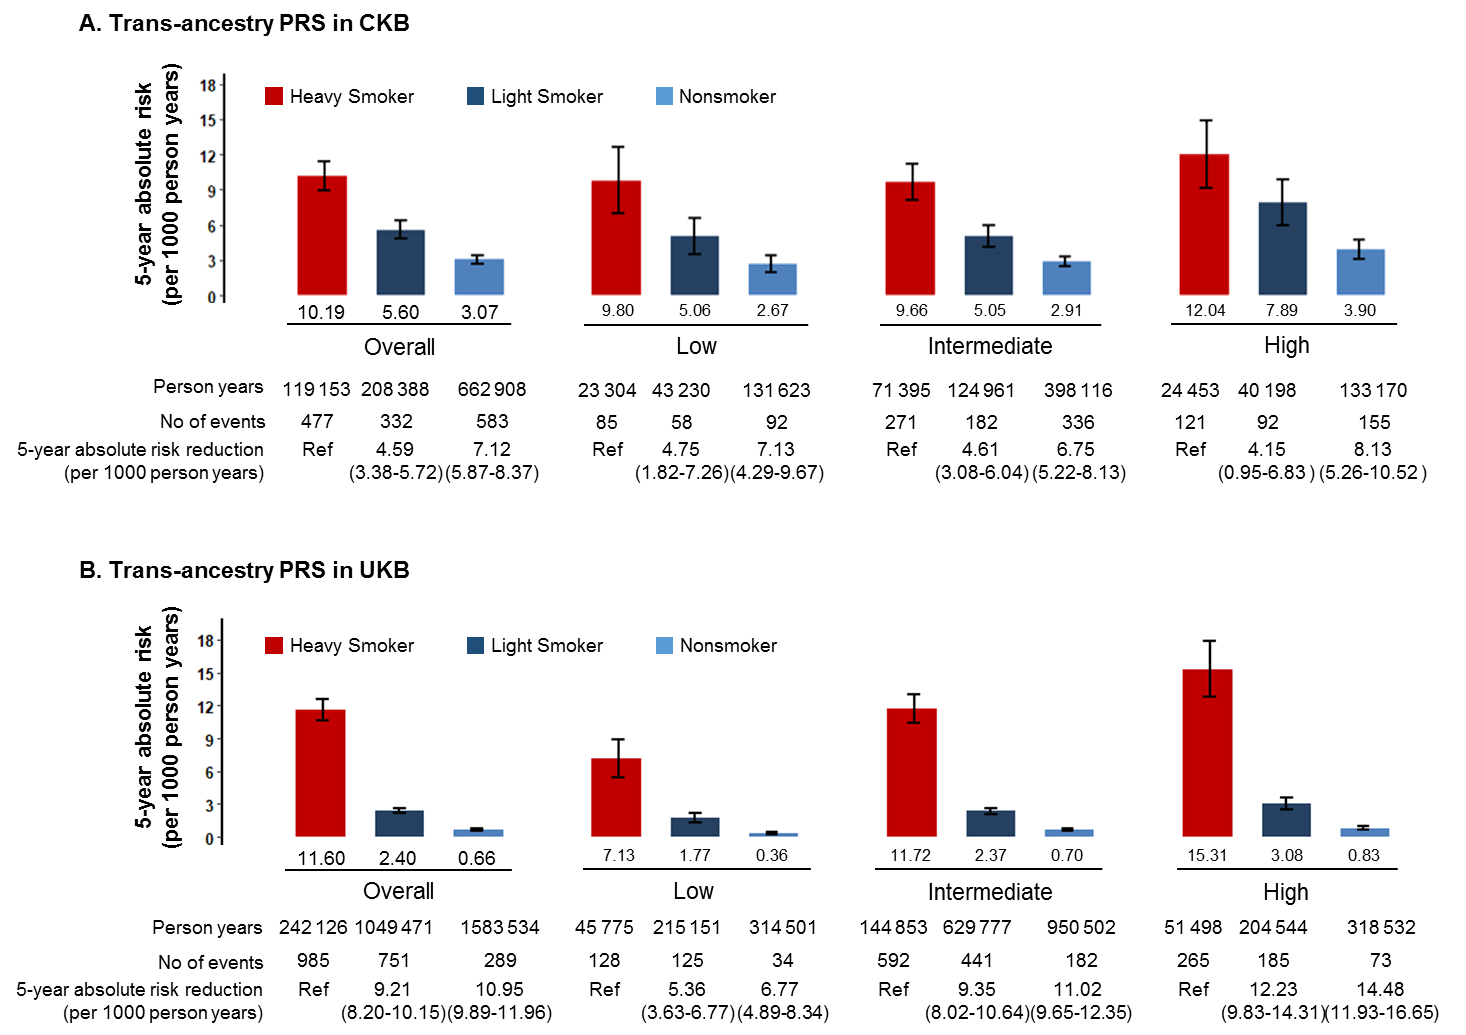 A. Trans-ancestry PRS in CKB
5-year absolute risk
(per 1000 person years)
18
15
12
9
6
3
0
Heavy Smoker Light Smoker Nonsmoker
10.19 5.60 3.07 9.80 5.06 2.67 9.66 5.05 2.91 12.04 7.89 3.90
Overall Low Intermediate High
Person years 119 153 208 388 662 908 23 304 43 230 131 623 71 395 124 961 398 116 24 453 40 198 133 170
No of events 477 332 583 85 58 92 271 182 336 121 92 155
5-year absolute risk reduction Ref 4.59 7.12 Ref 4.75 7.13 Ref 4.61 6.75 Ref 4.15 8.13
(per 1000 person years) (3.38-5.72) (5.87-8.37) (1.82-7.26) (4.29-9.67) (3.08-6.04) (5.22-8.13) (0.95-6.83 ) (5.26-10.52 )
B. Trans-ancestry PRS in UKB
5-year absolute risk
(per 1000 person years)
18
15
12
9
6
3
0
Heavy Smoker Light Smoker Nonsmoker
11.60 2.40 0.66 7.13 1.77 0.36 11.72 2.37 0.70 15.31 3.08 0.83
Overall Low Intermediate High
Person years 242 126 1049 471 1583 534 45 775 215 151 314 501 144 853 629 777 950 502 51 498 204 544 318 532
No of events 985 751 289 128 125 34 592 441 182 265 185 73
5-year absolute risk reduction Ref 9.21 10.95 Ref 5.36 6.77 Ref 9.35 11.02 Ref 12.23 14.48
(per 1000 person years) (8.20-10.15) (9.89-11.96) (3.63-6.77) (4.89-8.34) (8.02-10.64) (9.65-12.35) (9.83-14.31) (11.93-16.65)